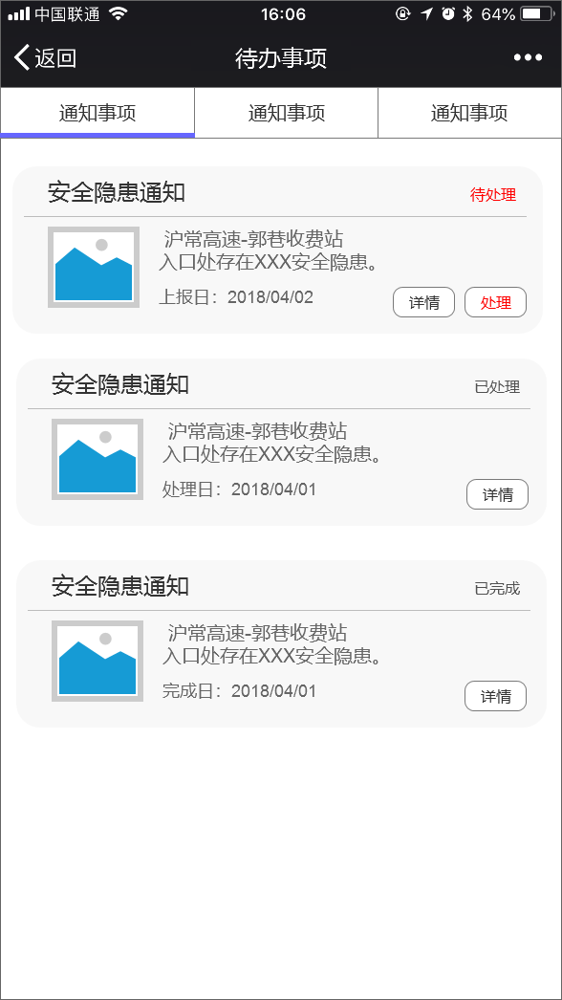 中国联通 16:06 64%
返回 待办事项
通知事项 通知事项 通知事项
安全隐患通知 待处理
沪常高速-郭巷收费站
入口处存在XXX安全隐患。
上报日：2018/04/02 详情 处理
安全隐患通知 已处理
沪常高速-郭巷收费站
入口处存在XXX安全隐患。
处理日：2018/04/01 详情
安全隐患通知 已完成
沪常高速-郭巷收费站
入口处存在XXX安全隐患。
完成日：2018/04/01 详情